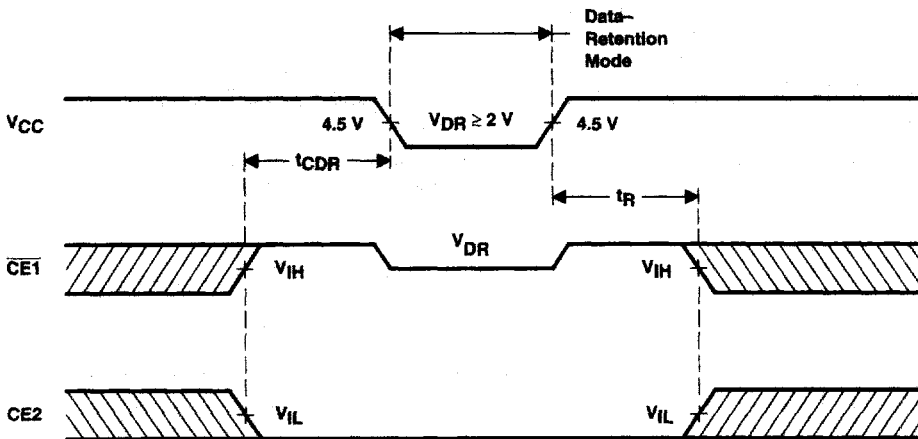 Data–
Retention
Mode
VCC
4.5 V
VDR ≥ 2 V
4.5 V
tCDR
tR
CE1
VIH
VDR
VIH
CE2
VIL
VIL